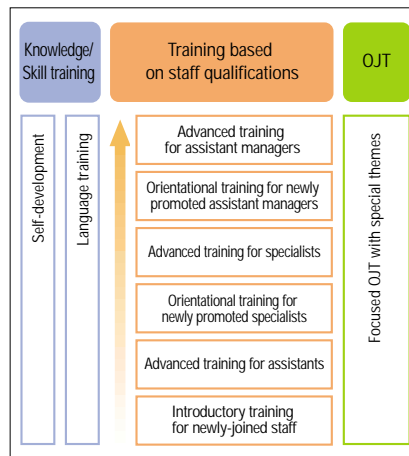 Knowledge/
Skill training
Training based
on staff qualifications
OJT
Self-development
Language training
Advanced training
for assistant managers
Orientational training for newly
promoted assistant managers
Advanced training for specialists
Orientational training for
newly promoted specialists
Advanced training for assistants
Introductory training
for newly-joined staff
Focused OJT with special themes